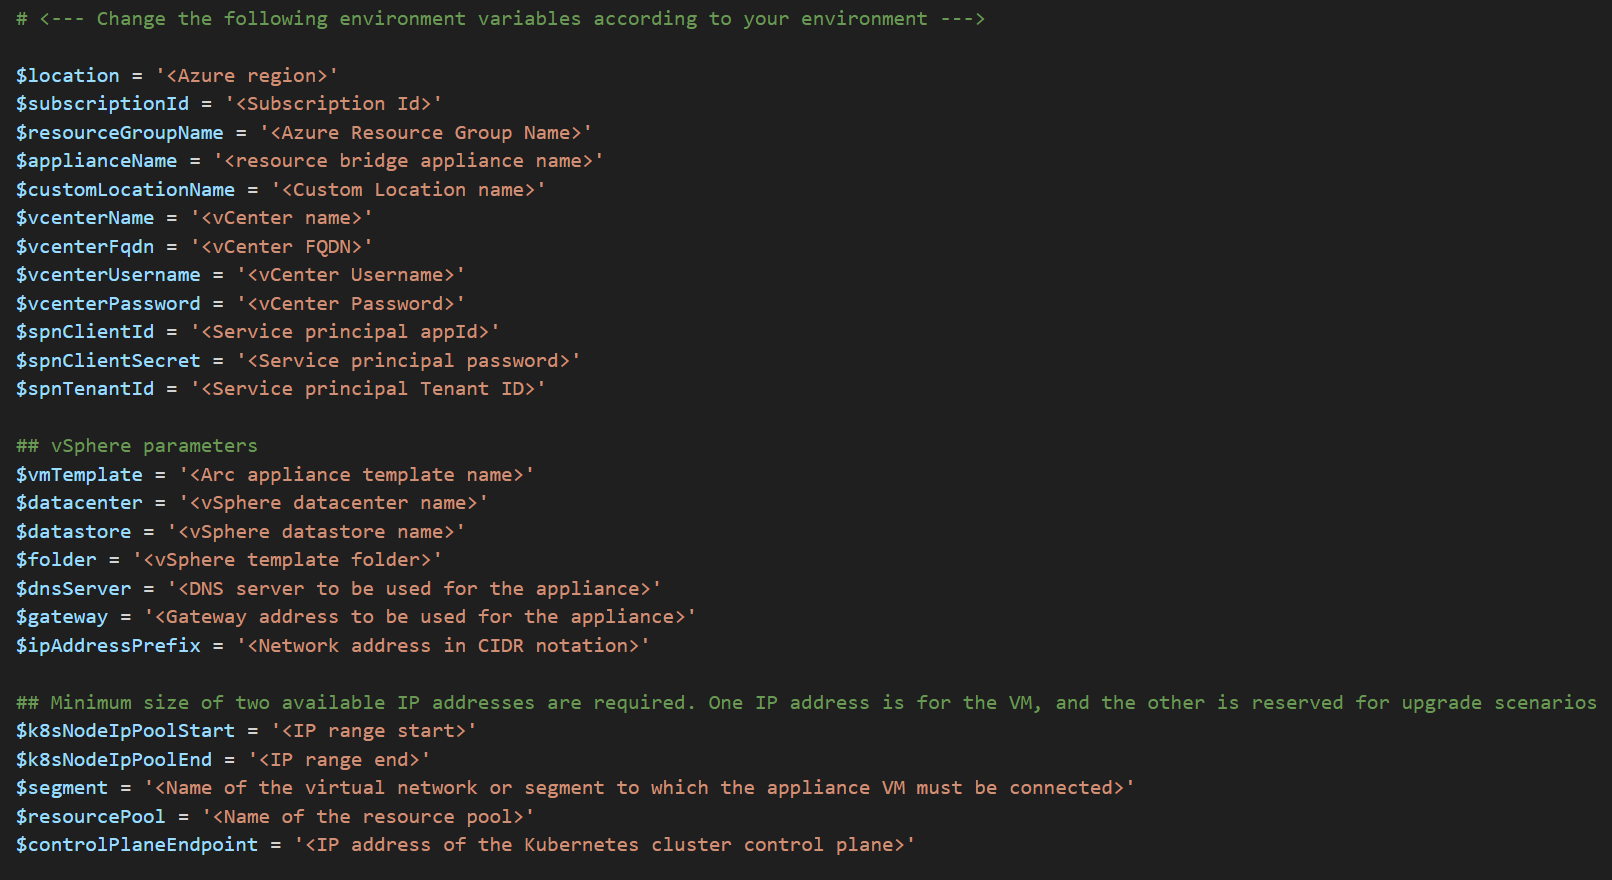 # <--- Change the following environment variables according to your environment --->
$location = '<Azure region>'
$subscriptionId = '<Subscription Id>'
$resourceGroupName = '<Azure Resource Group Name>'
$applianceName = '<resource bridge appliance name>'
$customLocationName = '<Custom Location name>'
$vcenterName = '<vCenter name>'
$vcenterFqdn = '<vCenter FQDN>'
$vcenterUsername = '<vCenter Username>'
$vcenterPassword = '<vCenter Password>'
$spnClientId = '<Service principal appId>'
$spnClientSecret = '<Service principal password>'
$spnTenantId = '<Service principal Tenant ID>'
## vSphere parameters
$vmTemplate = '<Arc appliance template name>'
$datacenter = '<vSphere datacenter name>'
$datastore = '<vSphere datastore name>'
$folder = '<vSphere template folder>'
$dnsServer = '<DNS server to be used for the appliance>'
$gateway = '<Gateway address to be used for the appliance>'
$ipAddressPrefix = '<Network address in CIDR notation>'
## Minimum size of two available IP addresses are required. One IP address is for the VM, and the other is reserved for upgrade scenarios
$k8sNodeIpPoolStart = '<IP range start>'
$k8sNodeIpPoolEnd = '<IP range end>'
$segment = '<Name of the virtual network or segment to which the appliance VM must be connected>'
$resourcePool = '<Name of the resource pool>'
$controlPlaneEndpoint = '<IP address of the Kubernetes cluster control plane>'